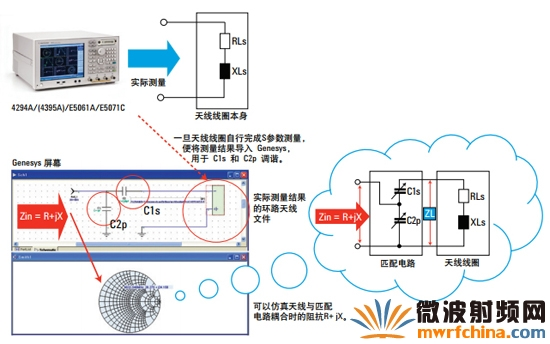 实际测量
RLs
XLs
4294A/(4395A)/E5061A/E5071C
天线线圈本身
一旦天线线圈自行完成S参数测量,
便将测量结果导入 Genesys,
用于 C1s 和 C2p 调谐。
Genesys 屏幕
Zin = R+jX
C1s
C2p
实际测量结果
的环路天线
文件
Zin = R+jX
C1s
C2p
ZL
RLs
XLs
匹配电路
天线线圈
可以仿真天线与匹配
电路耦合时的阻抗R+jX。
微波射频网
mwrfchina.com